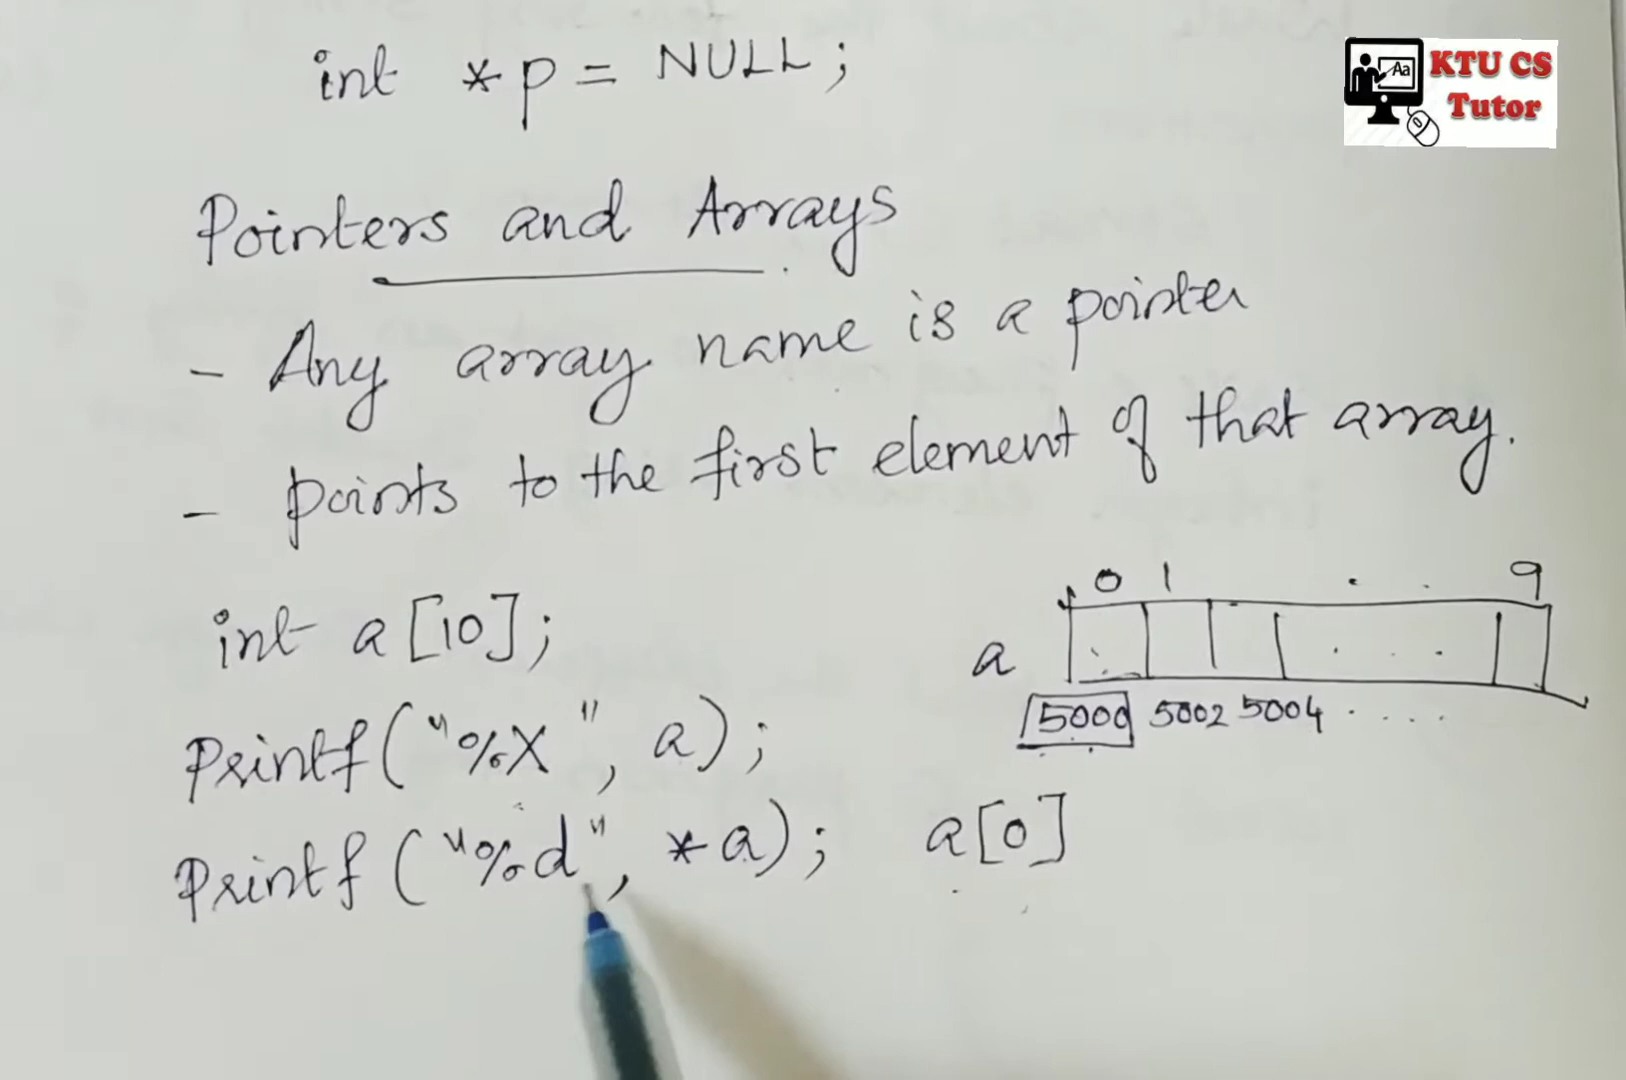 int *p = NULL;
KTU CS
Tutor
Aa
Pointers and Arrays
- Any array name is a pointer
- points to the first element of that array.
int a[10];
0 1 . . 9
a . . .
5000 5002 5004 . . . .
Printf("%X", a);
Printf("%d", *a); a[0]